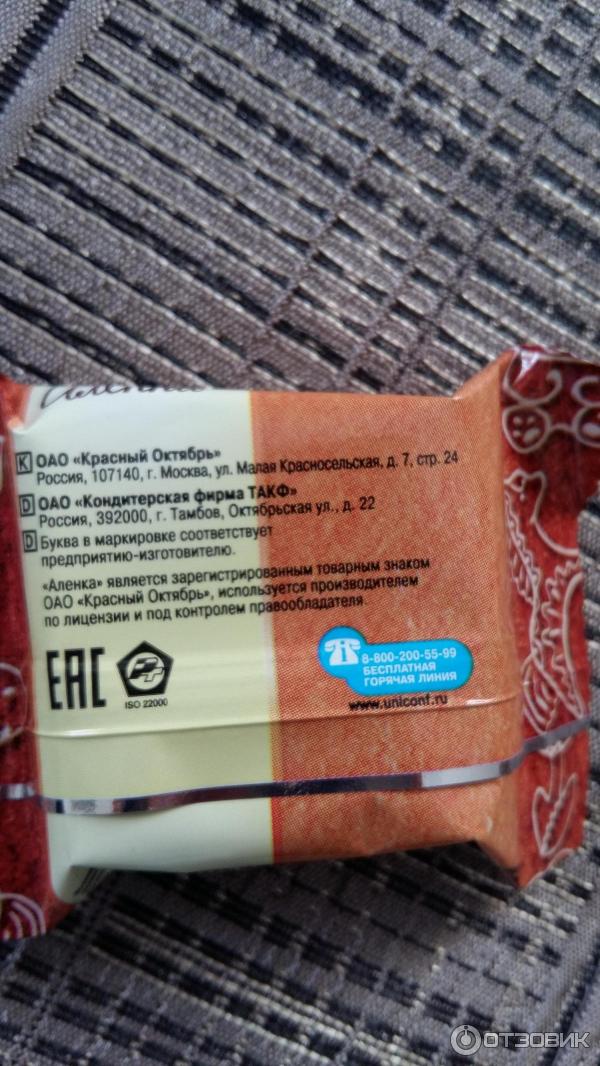 К ОАО «Красный Октябрь»
Россия, 107140, г. Москва, ул. Малая Красносельская, д. 7, стр. 24
D ОАО «Кондитерская фирма ТАКФ»
Россия, 392000, г. Тамбов, Октябрьская ул., д. 22
D Буква в маркировке соответствует
предприятию-изготовителю.
«Аленка» является зарегистрированным товарным знаком
ОАО «Красный Октябрь», используется производителем
по лицензии и под контролем правообладателя.
ЕАС
РСТ
ISO 22000
8-800-200-55-99
БЕСПЛАТНАЯ
ГОРЯЧАЯ ЛИНИЯ
www.uniconf.ru
ОТЗОВИК